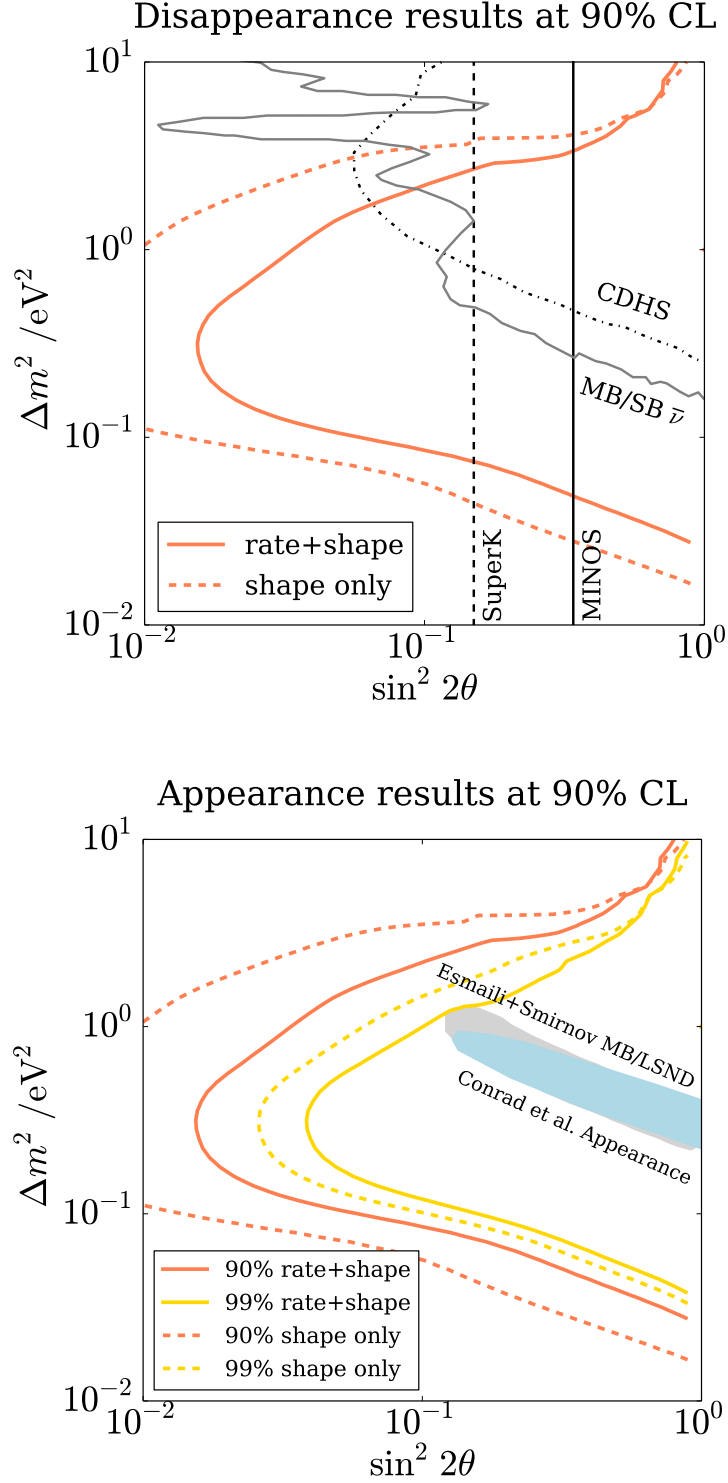 Disappearance results at 90% CL
10¹
10⁰
10⁻¹
10⁻²
Δm² /eV²
CDHS
MB/SB ν̄
SuperK
MINOS
rate+shape
shape only
10⁻²
10⁻¹
10⁰
sin² 2θ
Appearance results at 90% CL
10¹
10⁰
10⁻¹
10⁻²
Δm² /eV²
Esmaili+Smirnov MB/LSND
Conrad et al. Appearance
90% rate+shape
99% rate+shape
90% shape only
99% shape only
10⁻²
10⁻¹
10⁰
sin² 2θ